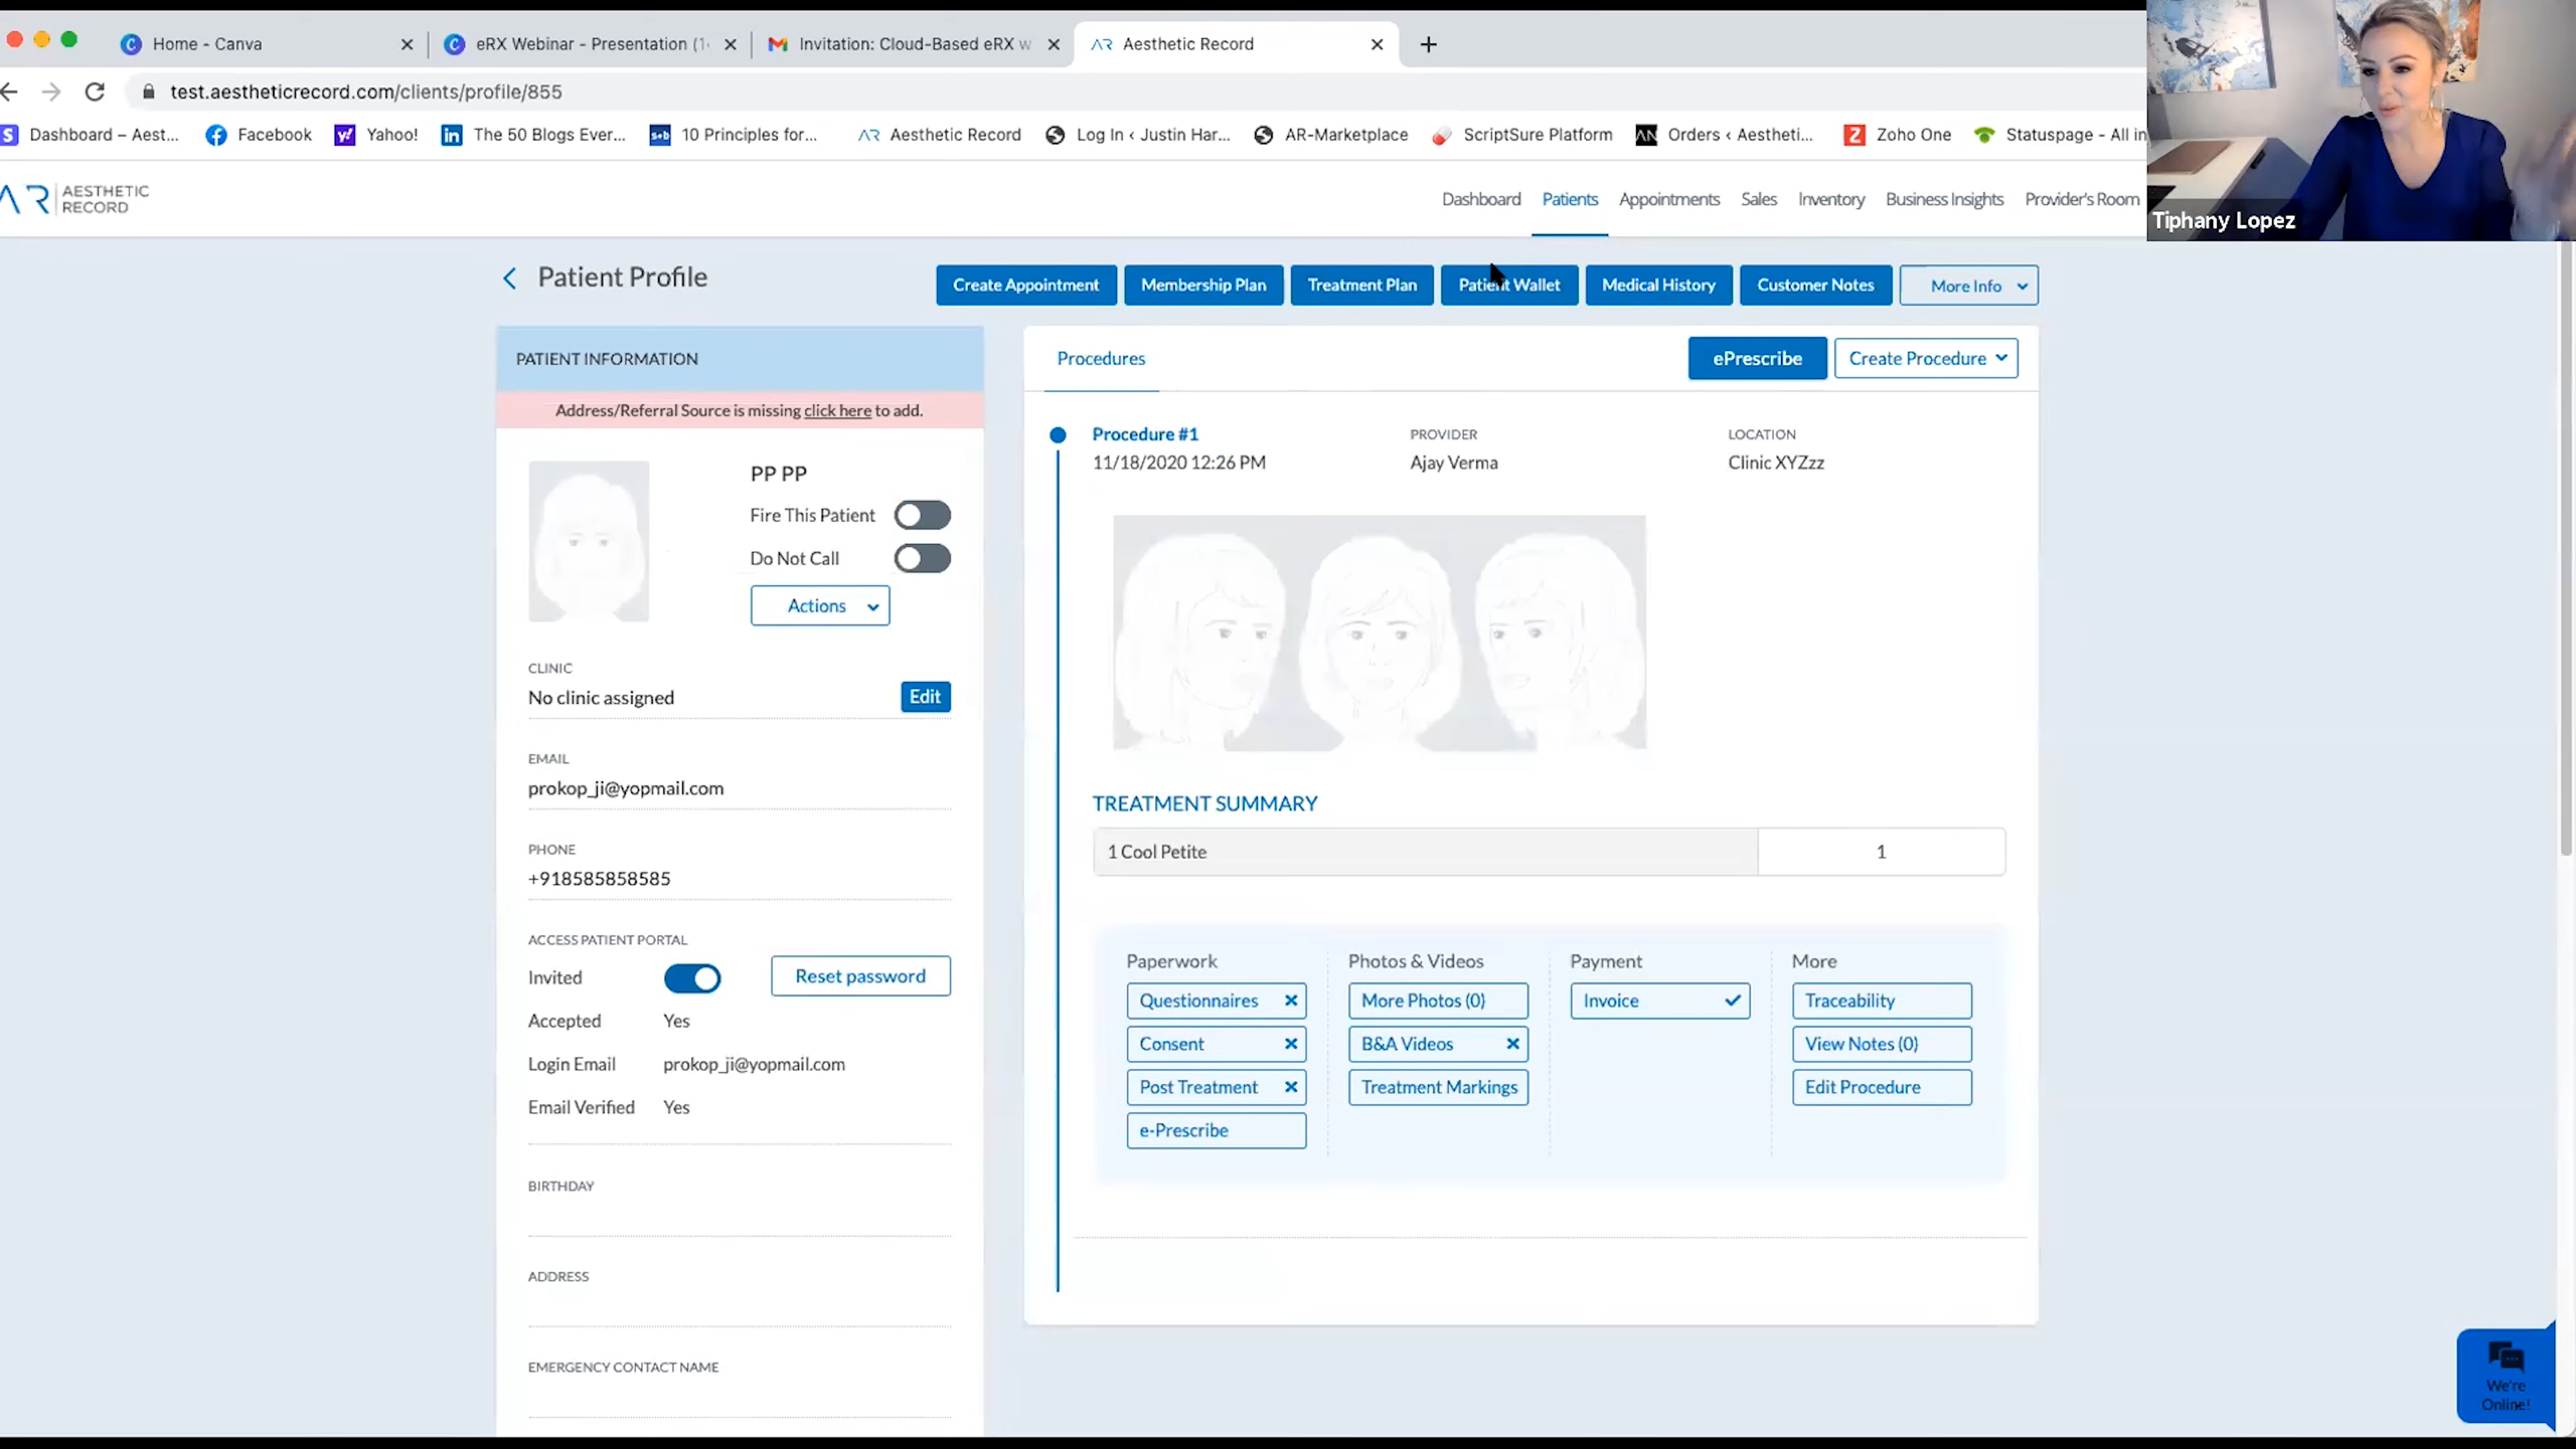 Home - Canva
eRX Webinar - Presentation (1
Invitation: Cloud-Based eRX w
Aesthetic Record
test.aestheticrecord.com/clients/profile/855
Dashboard – Aest...
Facebook
Yahoo!
The 50 Blogs Ever...
10 Principles for...
Aesthetic Record
Log In ‹ Justin Har...
AR-Marketplace
ScriptSure Platform
Orders ‹ Aestheti...
Zoho One
Statuspage - All in
Tiphany Lopez
AR AESTHETIC
RECORD
Dashboard
Patients
Appointments
Sales
Inventory
Business Insights
Provider's Room
Patient Profile
Create Appointment
Membership Plan
Treatment Plan
Patient Wallet
Medical History
Customer Notes
More Info
PATIENT INFORMATION
Address/Referral Source is missing click here to add.
PP PP
Fire This Patient
Do Not Call
Actions
CLINIC
No clinic assigned
Edit
EMAIL
prokop_ji@yopmail.com
PHONE
+918585858585
ACCESS PATIENT PORTAL
Invited
Reset password
Accepted Yes
Login Email prokop_ji@yopmail.com
Email Verified Yes
BIRTHDAY
ADDRESS
EMERGENCY CONTACT NAME
Procedures
ePrescribe
Create Procedure
Procedure #1
11/18/2020 12:26 PM
PROVIDER
Ajay Verma
LOCATION
Clinic XYZzz
TREATMENT SUMMARY
1 Cool Petite 1
Paperwork
Questionnaires
Consent
Post Treatment
e-Prescribe
Photos & Videos
More Photos (0)
B&A Videos
Treatment Markings
Payment
Invoice
More
Traceability
View Notes (0)
Edit Procedure
We're
Online!